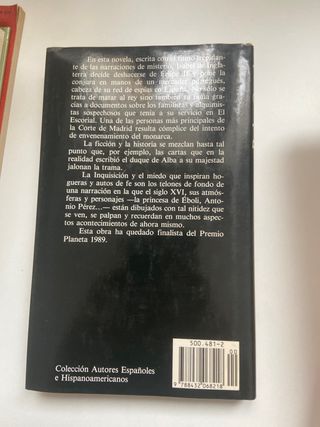 En esta novela, escrita con el ritmo trepidan-
te de las narraciones de misterio, Isabel de Ingla-
terra decide deshacerse de Felipe II y pone la
conjura en manos de un mercader portugués,
cabeza de su red de espías en España. No sólo se
trata de matar al rey sino también de
gracias a documentos sobre los familistas y alquimis-
tas sospechosos que tenía a su servicio en El
Escorial. Una de las personas más principales de
la Corte de Madrid resulta cómplice del intento
de envenenamiento del monarca.
La ficción y la historia se mezclan hasta tal
punto que, por ejemplo, las cartas que en la
realidad escribió el duque de Alba a su majestad
jalonan la trama.
La Inquisición y el miedo que inspiran ho-
gueras y autos de fe son los telones de fondo de
una narración en la que el siglo XVI, sus atmós-
feras y personajes —la princesa de Éboli, Anto-
nio Pérez...— están dibujados con tal nitidez que
se ven, se palpan y recuerdan en muchos aspec-
tos acontecimientos de ahora mismo.
Esta obra ha quedado finalista del Premio
Planeta 1989.
500.481-2
00
9 788432 068218
Colección Autores Españoles
e Hispanoamericanos